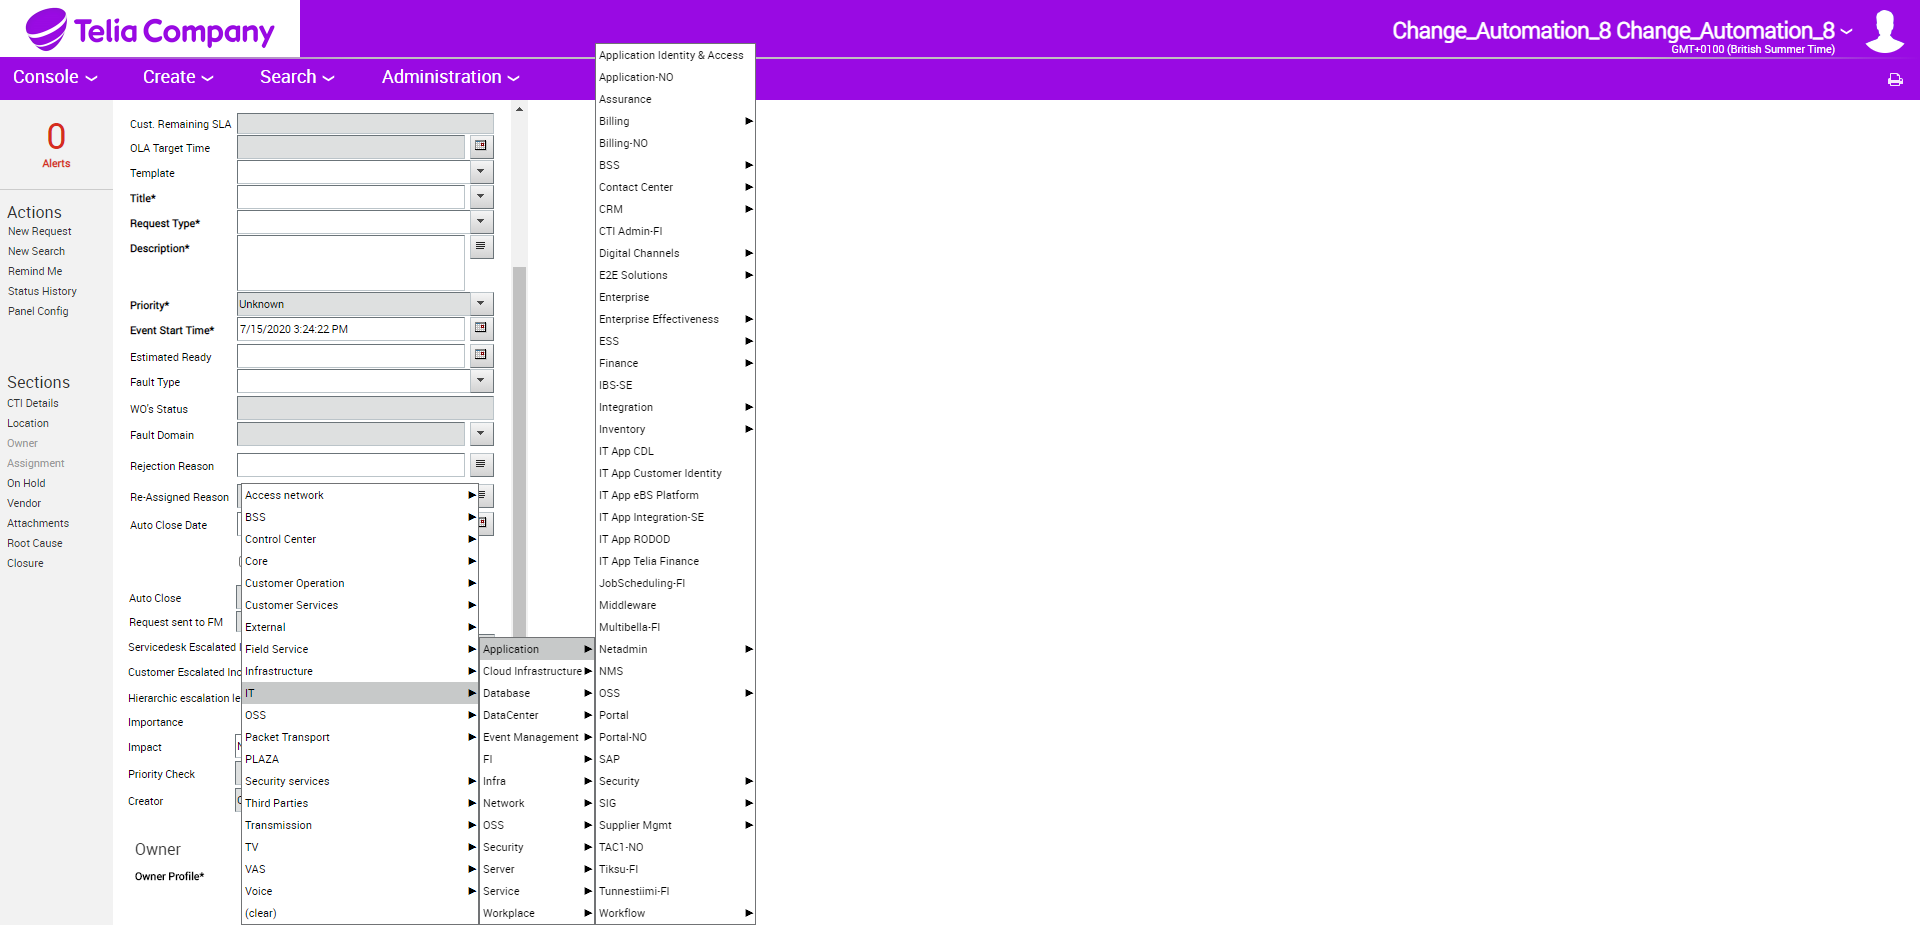 Telia Company
Change_Automation_8 Change_Automation_8
GMT+0100 (British Summer Time)
Console
Create
Search
Administration
0
Alerts
Actions
New Request
New Search
Remind Me
Status History
Panel Config
Sections
CTI Details
Location
Owner
Assignment
On Hold
Vendor
Attachments
Root Cause
Closure
Cust. Remaining SLA
OLA Target Time
Template
Title*
Request Type*
Description*
Priority* Unknown
Event Start Time* 7/15/2020 3:24:22 PM
Estimated Ready
Fault Type
WO's Status
Fault Domain
Rejection Reason
Re-Assigned Reason
Auto Close Date
Auto Close
Request sent to FM
Servicedesk Escalated
Customer Escalated Inc
Hierarchic escalation le
Importance
Impact
Priority Check
Creator
Owner
Owner Profile*
Access network
BSS
Control Center
Core
Customer Operation
Customer Services
External
Field Service
Infrastructure
IT
OSS
Packet Transport
PLAZA
Security services
Third Parties
Transmission
TV
VAS
Voice
(clear)
Application
Cloud Infrastructure
Database
DataCenter
Event Management
FI
Infra
Network
OSS
Security
Server
Service
Workplace
Application Identity & Access
Application-NO
Assurance
Billing
Billing-NO
BSS
Contact Center
CRM
CTI Admin-FI
Digital Channels
E2E Solutions
Enterprise
Enterprise Effectiveness
ESS
Finance
IBS-SE
Integration
Inventory
IT App CDL
IT App Customer Identity
IT App eBS Platform
IT App Integration-SE
IT App RODOD
IT App Telia Finance
JobScheduling-FI
Middleware
Multibella-FI
Netadmin
NMS
OSS
Portal
Portal-NO
SAP
Security
SIG
Supplier Mgmt
TAC1-NO
Tiksu-FI
Tunnestiimi-FI
Workflow